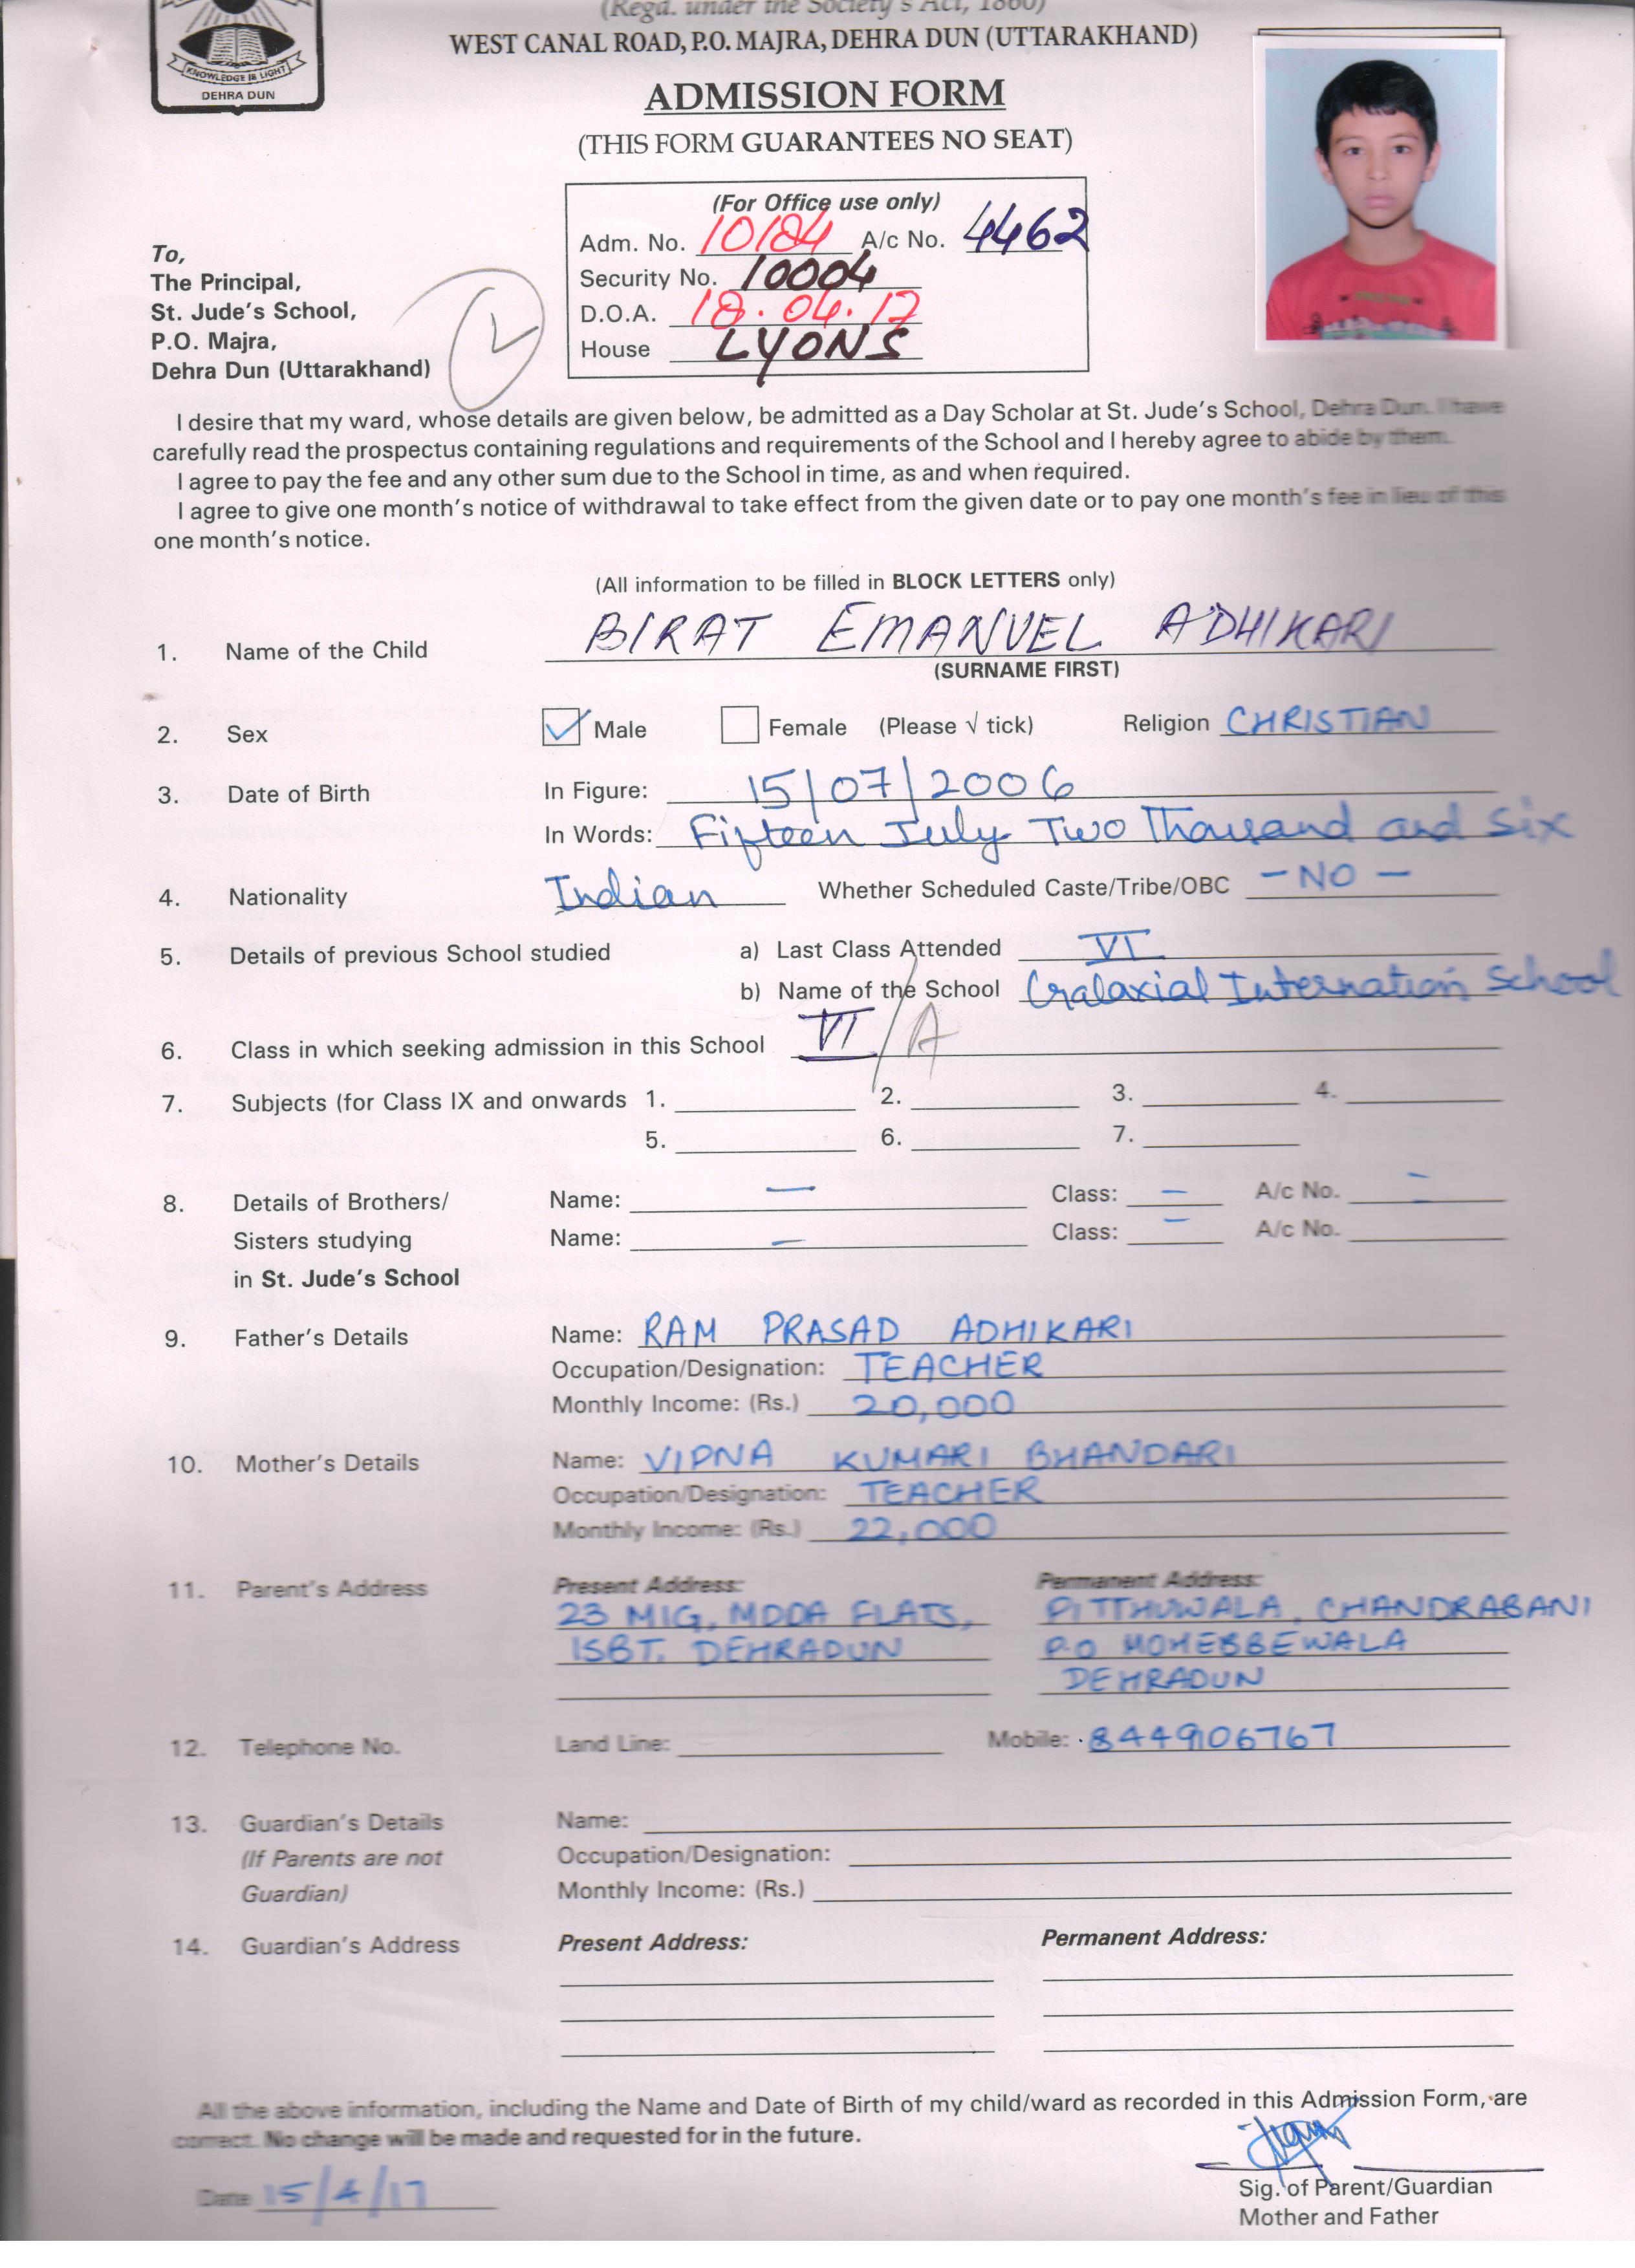 (Regd. under the Society's Act, 1860)
WEST CANAL ROAD, P.O. MAJRA, DEHRA DUN (UTTARAKHAND)
KNOWLEDGE IS LIGHT
DEHRA DUN
ADMISSION FORM
(THIS FORM GUARANTEES NO SEAT)
(For Office use only)
Adm. No. 10184 A/c No. 4462
Security No. 10004
D.O.A. 18.04.17
House LYONS
To,
The Principal,
St. Jude's School,
P.O. Majra,
Dehra Dun (Uttarakhand)
I desire that my ward, whose details are given below, be admitted as a Day Scholar at St. Jude's School, Dehra Dun. I have
carefully read the prospectus containing regulations and requirements of the School and I hereby agree to abide by them.
I agree to pay the fee and any other sum due to the School in time, as and when required.
I agree to give one month's notice of withdrawal to take effect from the given date or to pay one month's fee in lieu of this
one month's notice.
(All information to be filled in BLOCK LETTERS only)
1. Name of the Child BIRAT EMANUEL ADHIKARI
(SURNAME FIRST)
2. Sex ✓ Male Female (Please √ tick) Religion CHRISTIAN
3. Date of Birth In Figure: 15/07/2006
In Words: Fifteen July Two Thousand and Six
4. Nationality Indian Whether Scheduled Caste/Tribe/OBC - NO -
5. Details of previous School studied a) Last Class Attended VI
b) Name of the School Galaxial Internation School
6. Class in which seeking admission in this School VI/A
7. Subjects (for Class IX and onwards 1. 2. 3. 4.
5. 6. 7.
8. Details of Brothers/ Name: — Class: — A/c No. —
Sisters studying Name: — Class: — A/c No.
in St. Jude's School
9. Father's Details Name: RAM PRASAD ADHIKARI
Occupation/Designation: TEACHER
Monthly Income: (Rs.) 20,000
10. Mother's Details Name: VIPNA KUMARI BHANDARI
Occupation/Designation: TEACHER
Monthly Income: (Rs.) 22,000
11. Parent's Address Present Address: Permanent Address:
23 MIG, MDDA FLATS, PITTHUWALA, CHANDRABANI
ISBT. DEHRADUN P.O MOHEBBEWALA
DEHRADUN
12. Telephone No. Land Line: Mobile: 8449106767
13. Guardian's Details Name:
(If Parents are not Occupation/Designation:
Guardian) Monthly Income: (Rs.)
14. Guardian's Address Present Address: Permanent Address:
All the above information, including the Name and Date of Birth of my child/ward as recorded in this Admission Form, are
correct. No change will be made and requested for in the future.
Date 15/4/17
Sig. of Parent/Guardian
Mother and Father